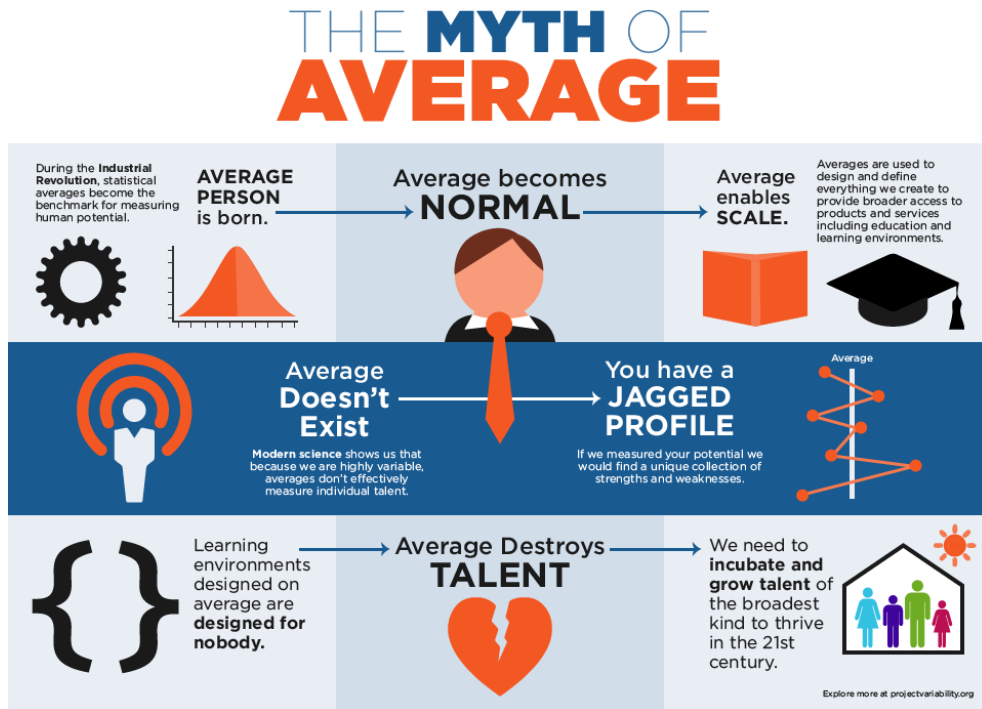 THE MYTH OF
AVERAGE
During the Industrial
Revolution, statistical
averages become the
benchmark for measuring
human potential.
AVERAGE
PERSON
is born.
Average becomes
NORMAL
Average
enables
SCALE.
Averages are used to
design and define
everything we create to
provide broader access to
products and services
including education and
learning environments.
Average
Doesn't
Exist
Modern science shows us that
because we are highly variable,
averages don't effectively
measure individual talent.
You have a
JAGGED
PROFILE
If we measured your potential we
would find a unique collection of
strengths and weaknesses.
Average
Learning
environments
designed on
average are
designed for
nobody.
Average Destroys
TALENT
We need to
incubate and
grow talent of
the broadest
kind to thrive
in the 21st
century.
Explore more at projectvariability.org